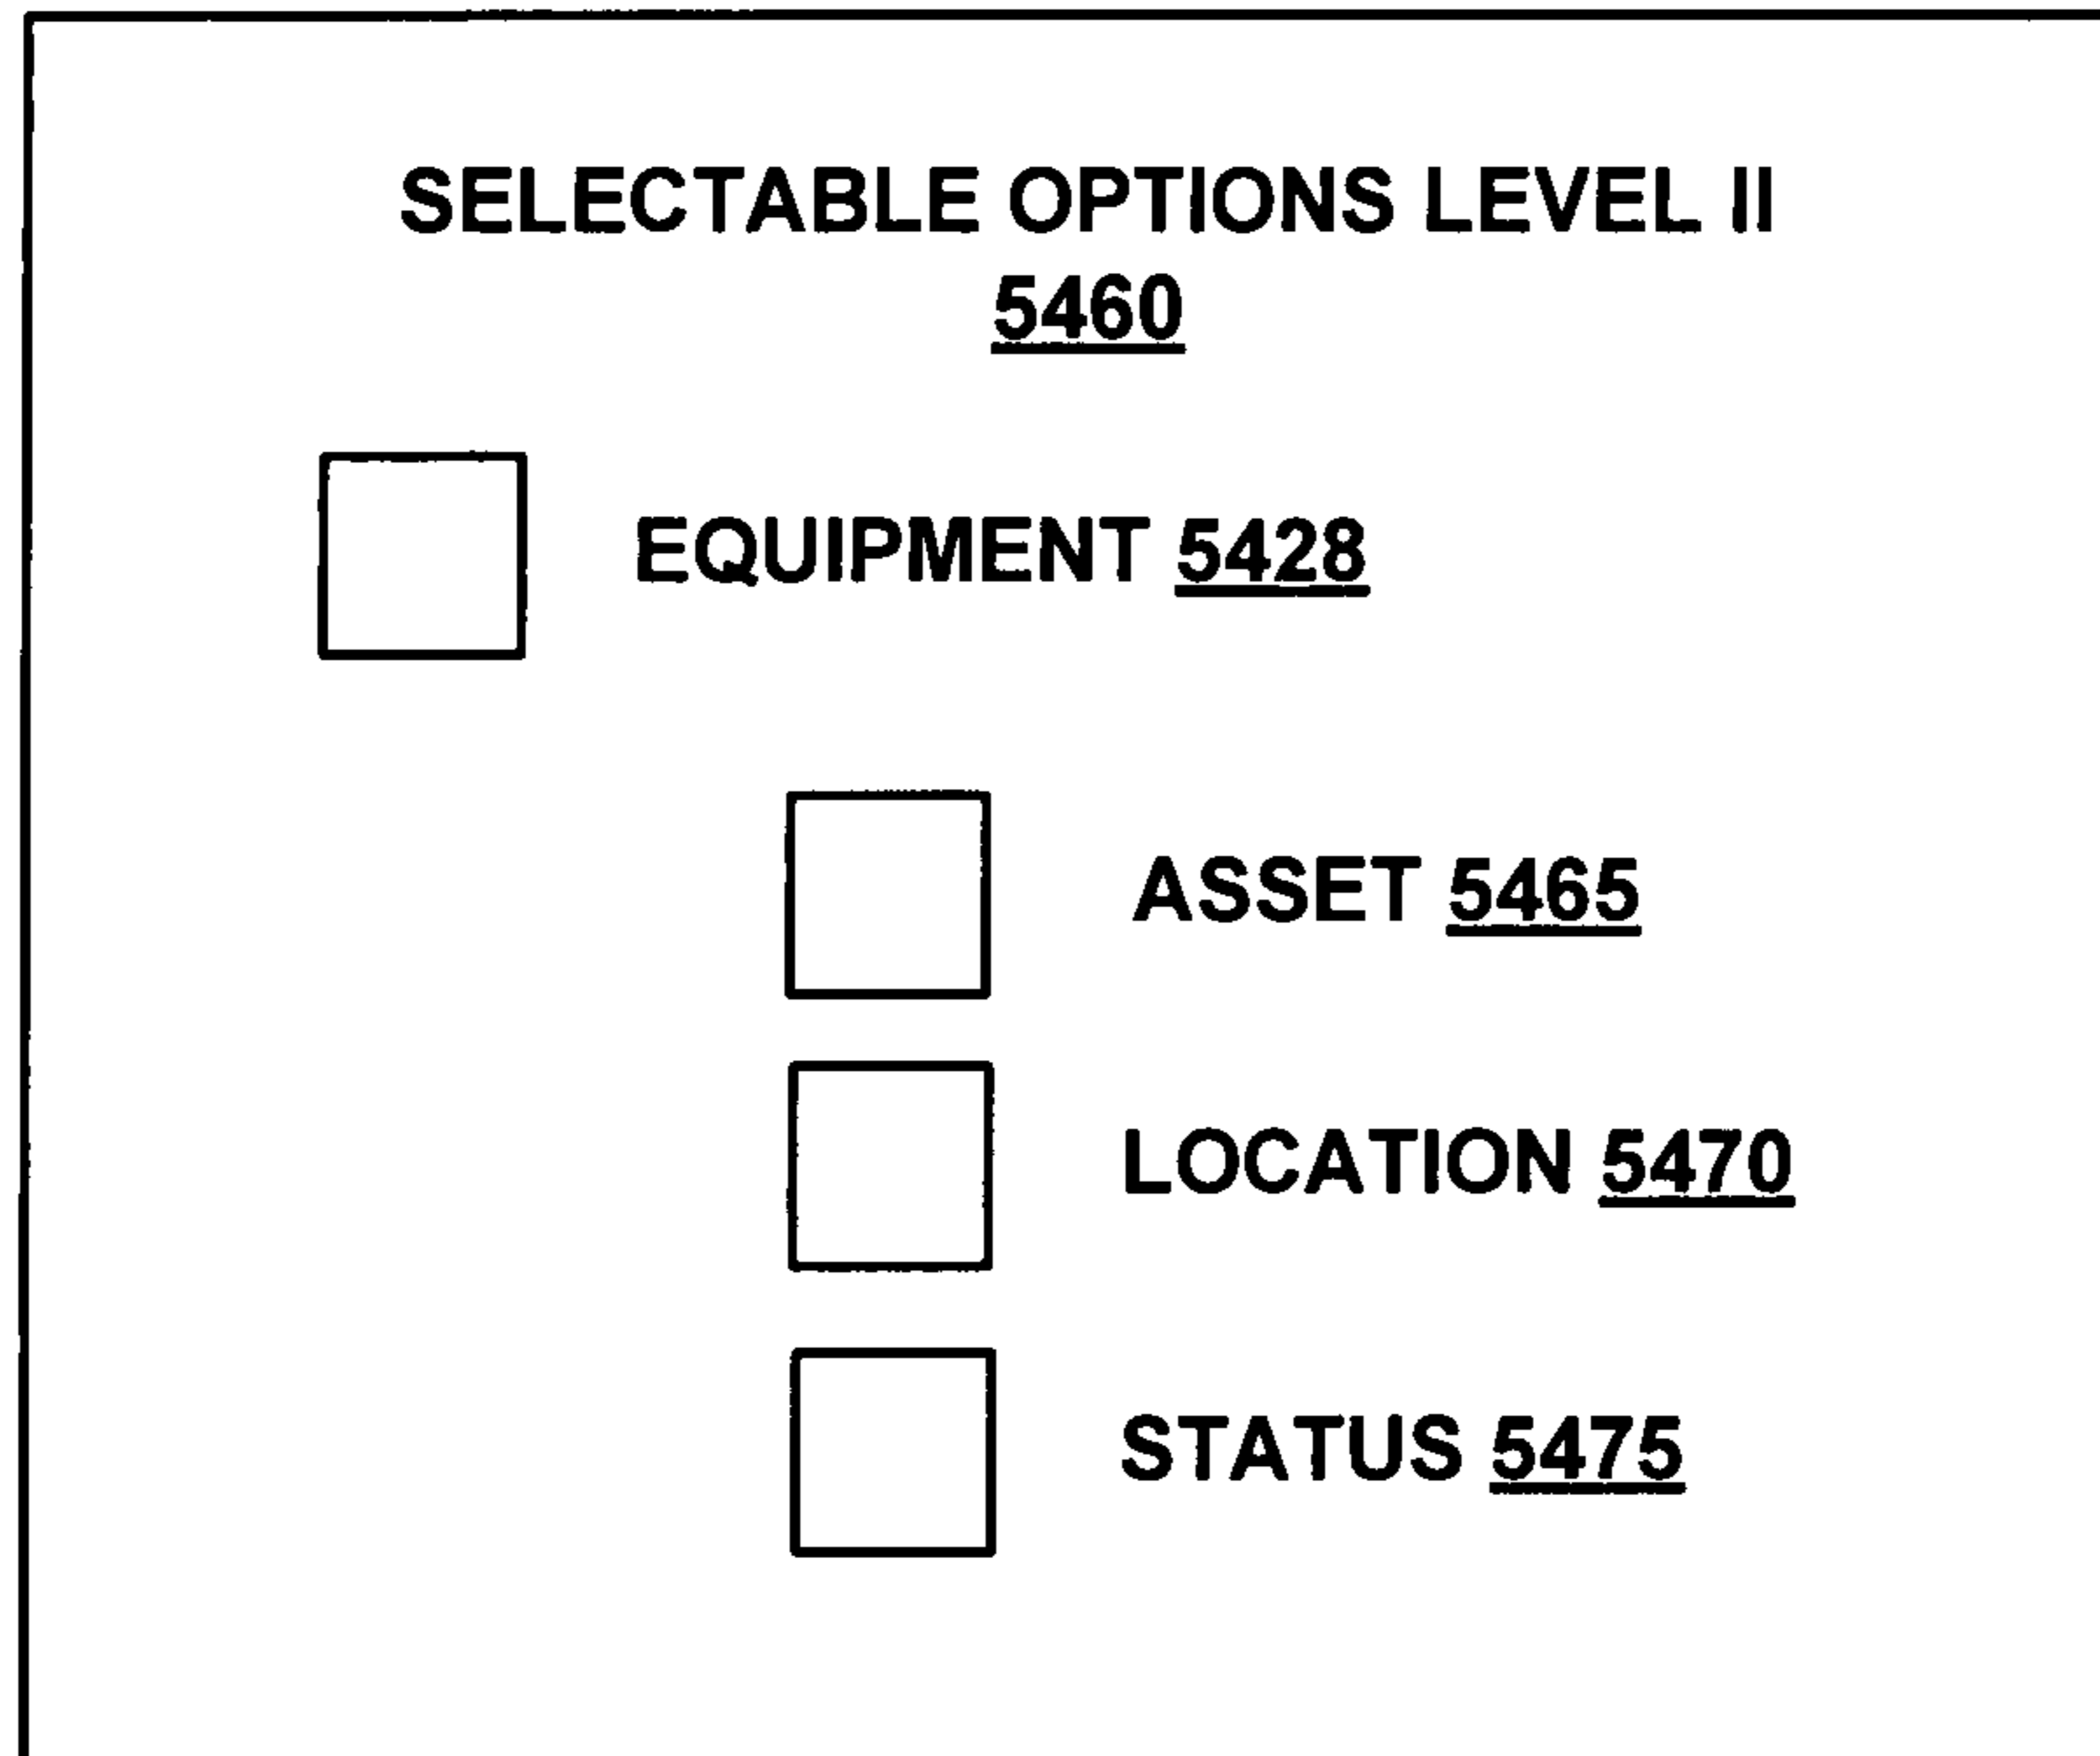 SELECTABLE OPTIONS LEVEL II
5460
EQUIPMENT 5428
ASSET 5465
LOCATION 5470
STATUS 5475